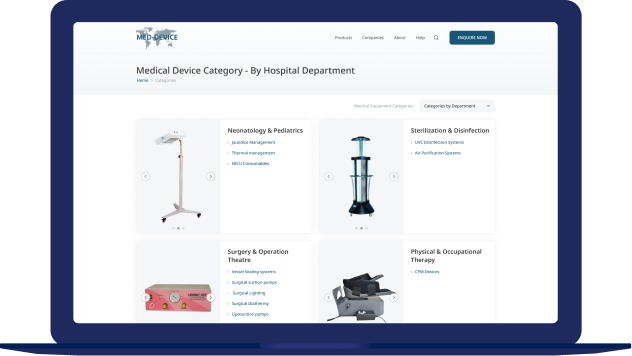 MED-DEVICE
Products Companies About Help ENQUIRE NOW
Medical Device Category - By Hospital Department
Home > Categories
Medical Equipment Categories: Categories by Department
Neonatology & Pediatrics
Jaundice Management
Thermal management
NICU Consumables
Sterilization & Disinfection
UVC Disinfection Systems
Air Purification Systems
Surgery & Operation
Theatre
Vessel Sealing systems
Surgical suction pumps
Surgical Lighting
Surgical Diathermy
Liposuction pumps
Physical & Occupational
Therapy
CPM Devices